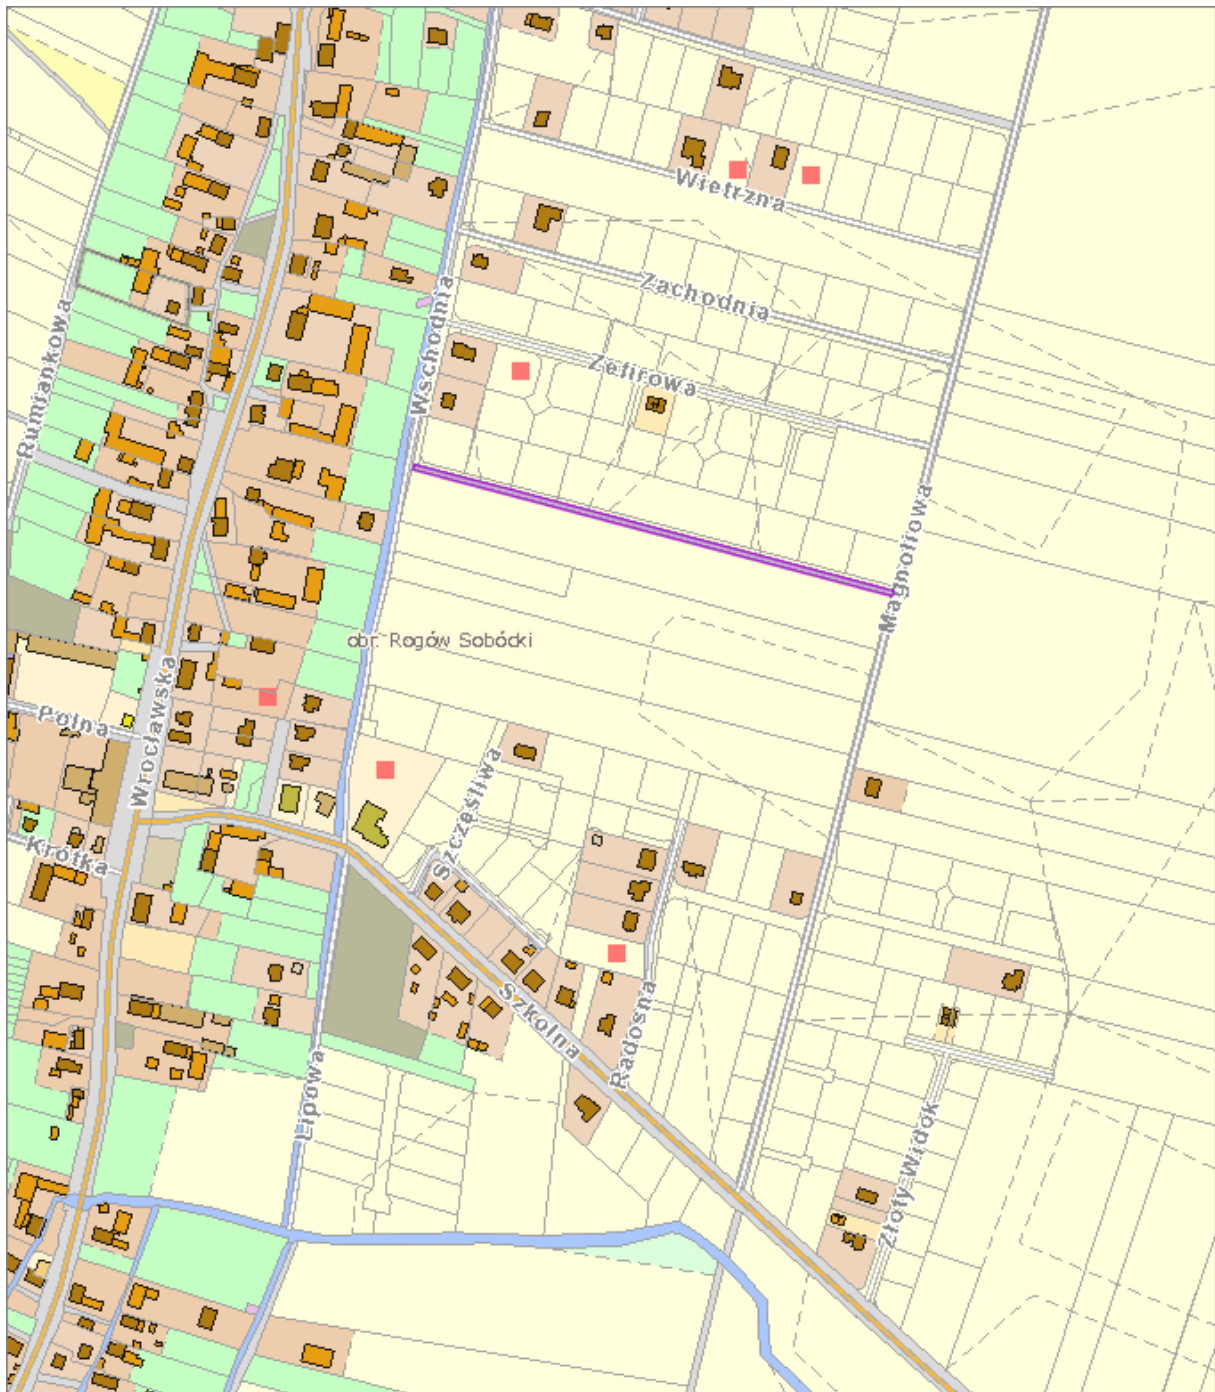 Wietrzna
Zachodnia
Wschodnia
Rumiankowa
Zefirowa
Magnoliowa
obr. Rogów Sobócki
Wrocławska
Polna
Szczęśliwa
Krótka
Szkolna
Radosna
Lipowa
Złoty Widok